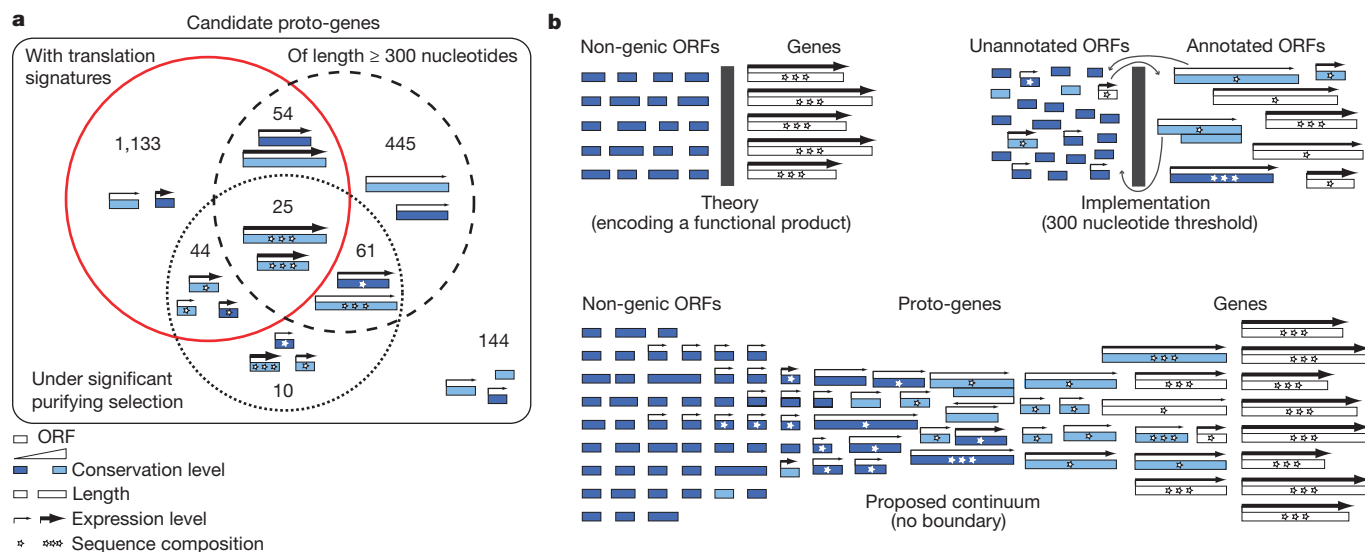 a
Candidate proto-genes
With translation
signatures
Of length ≥ 300 nucleotides
54
1,133
445
25
44
61
144
Under significant
purifying selection
10
ORF
Conservation level
Length
Expression level
Sequence composition
b
Non-genic ORFs
Genes
Theory
(encoding a functional product)
Unannotated ORFs
Annotated ORFs
Implementation
(300 nucleotide threshold)
Non-genic ORFs
Proto-genes
Genes
Proposed continuum
(no boundary)